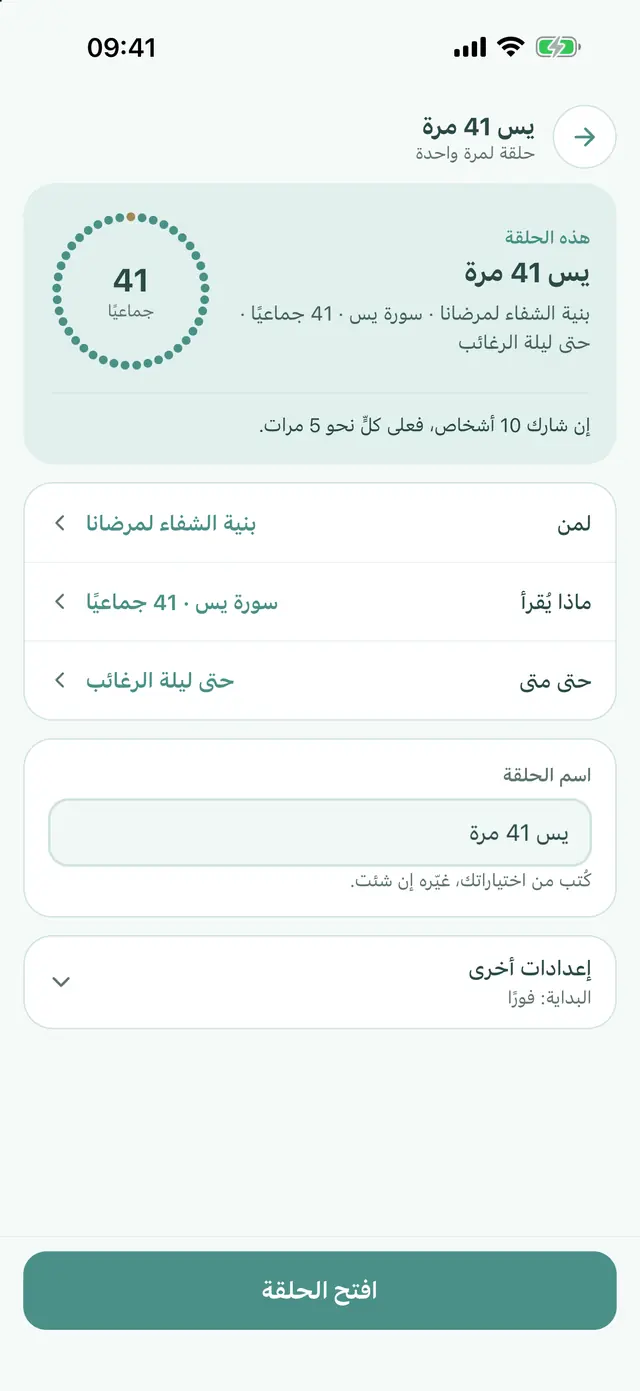 09:41
يس 41 مرة
حلقة لمرة واحدة
هذه الحلقة
يس 41 مرة
بنية الشفاء لمرضانا · سورة يس · 41 جماعيًا ·
حتى ليلة الرغائب
41
جماعيًا
إن شارك 10 أشخاص، فعلى كلٍّ نحو 5 مرات.
لمن
بنية الشفاء لمرضانا
ماذا يُقرأ
سورة يس · 41 جماعيًا
حتى متى
حتى ليلة الرغائب
اسم الحلقة
يس 41 مرة
كُتب من اختياراتك، غيّره إن شئت.
إعدادات أخرى
البداية: فورًا
افتح الحلقة